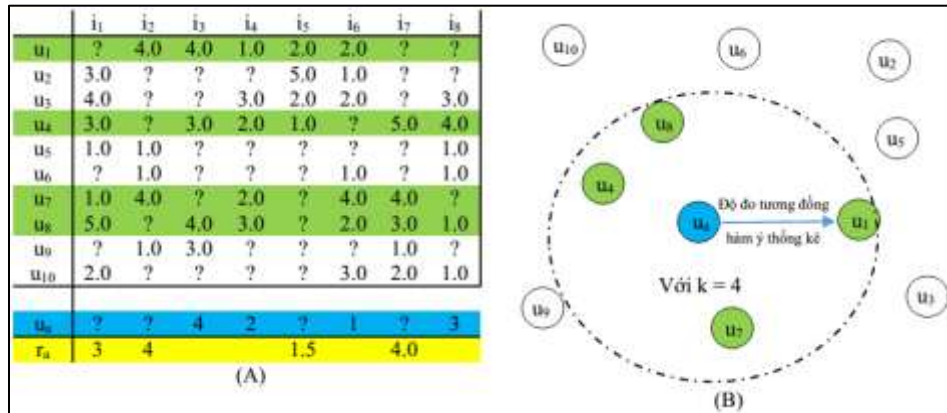 i₁ i₂ i₃ i₄ i₅ i₆ i₇ i₈
u₁ ? 4.0 4.0 1.0 2.0 2.0 ? ?
u₂ 3.0 ? ? ? 5.0 1.0 ? ?
u₃ 4.0 ? ? 3.0 2.0 2.0 ? 3.0
u₄ 3.0 ? 3.0 2.0 1.0 ? 5.0 4.0
u₅ 1.0 1.0 ? ? ? ? ? 1.0
u₆ ? 1.0 ? ? ? 1.0 ? 1.0
u₇ 1.0 4.0 ? 2.0 ? 4.0 4.0 ?
u₈ 5.0 ? 4.0 3.0 ? 2.0 3.0 1.0
u₉ ? 1.0 3.0 ? ? ? 1.0 ?
u₁₀ 2.0 ? ? ? ? 3.0 2.0 1.0
uₐ ? ? 4 2 ? 1 ? 3
rₐ 3 4 1.5 4.0
(A)
u₁₀
u₆
u₂
u₈
u₅
u₄
Độ đo tương đồng
uₐ
u₁
hàm ý thống kê
Với k = 4
u₃
u₉
u₇
(B)